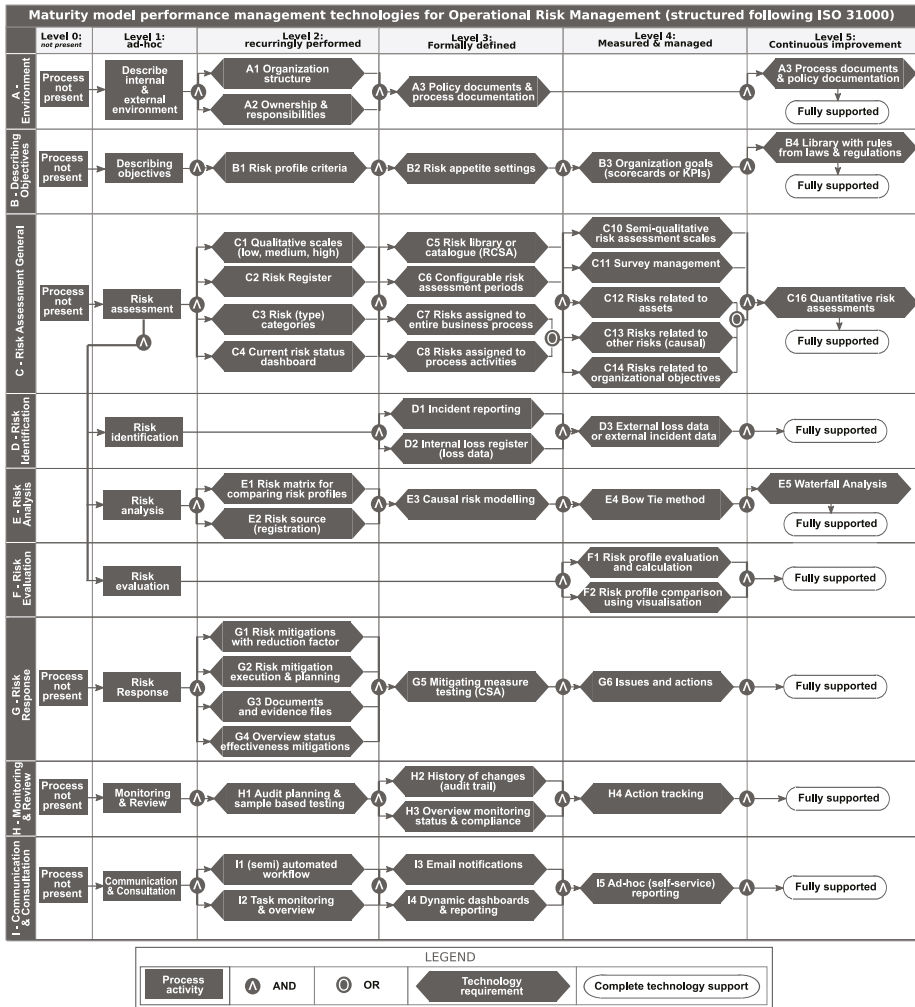 Maturity model performance management technologies for Operational Risk Management (structured following ISO 31000)
Level 0:
not present
Level 1:
ad-hoc
Level 2:
recurringly performed
Level 3:
Formally defined
Level 4:
Measured & managed
Level 5:
Continuous improvement
A -
Environment
Process
not
present
Describe
internal
&
external
environment
A1 Organization
structure
A2 Ownership &
responsibilities
A3 Policy documents &
process documentation
A3 Process documents
& policy documentation
Fully supported
B - Describing
Objectives
Process
not
present
Describing
objectives
B1 Risk profile criteria
B2 Risk appetite settings
B3 Organization goals
(scorecards or KPIs)
B4 Library with rules
from laws & regulations
Fully supported
C - Risk Assessment General
Process
not
present
Risk
assessment
C1 Qualitative scales
(low, medium, high)
C2 Risk Register
C3 Risk (type)
categories
C4 Current risk status
dashboard
C5 Risk library or
catalogue (RCSA)
C6 Configurable risk
assessment periods
C7 Risks assigned to
entire business process
C8 Risks assigned to
process activities
C10 Semi-qualitative
risk assessment scales
C11 Survey management
C12 Risks related to
assets
C13 Risks related to
other risks (causal)
C14 Risks related to
organizational objectives
C16 Quantitative risk
assessments
Fully supported
D - Risk
Identification
Risk
identification
D1 Incident reporting
D2 Internal loss register
(loss data)
D3 External loss data
or external incident data
Fully supported
E - Risk
Analysis
Risk
analysis
E1 Risk matrix for
comparing risk profiles
E2 Risk source
(registration)
E3 Causal risk modelling
E4 Bow Tie method
E5 Waterfall Analysis
Fully supported
F - Risk
Evaluation
Risk
evaluation
F1 Risk profile evaluation
and calculation
F2 Risk profile comparison
using visualisation
Fully supported
G - Risk
Response
Process
not
present
Risk
Response
G1 Risk mitigations
with reduction factor
G2 Risk mitigation
execution & planning
G3 Documents
and evidence files
G4 Overview status
effectiveness mitigations
G5 Mitigating measure
testing (CSA)
G6 Issues and actions
Fully supported
H - Monitoring
& Review
Process
not
present
Monitoring
& Review
H1 Audit planning &
sample based testing
H2 History of changes
(audit trail)
H3 Overview monitoring
status & compliance
H4 Action tracking
Fully supported
I - Communication
& Consultation
Process
not
present
Communication
& Consultation
I1 (semi) automated
workflow
I2 Task monitoring
& overview
I3 Email notifications
I4 Dynamic dashboards
& reporting
I5 Ad-hoc (self-service)
reporting
Fully supported
LEGEND
Process
activity
AND
OR
Technology
requirement
Complete technology support